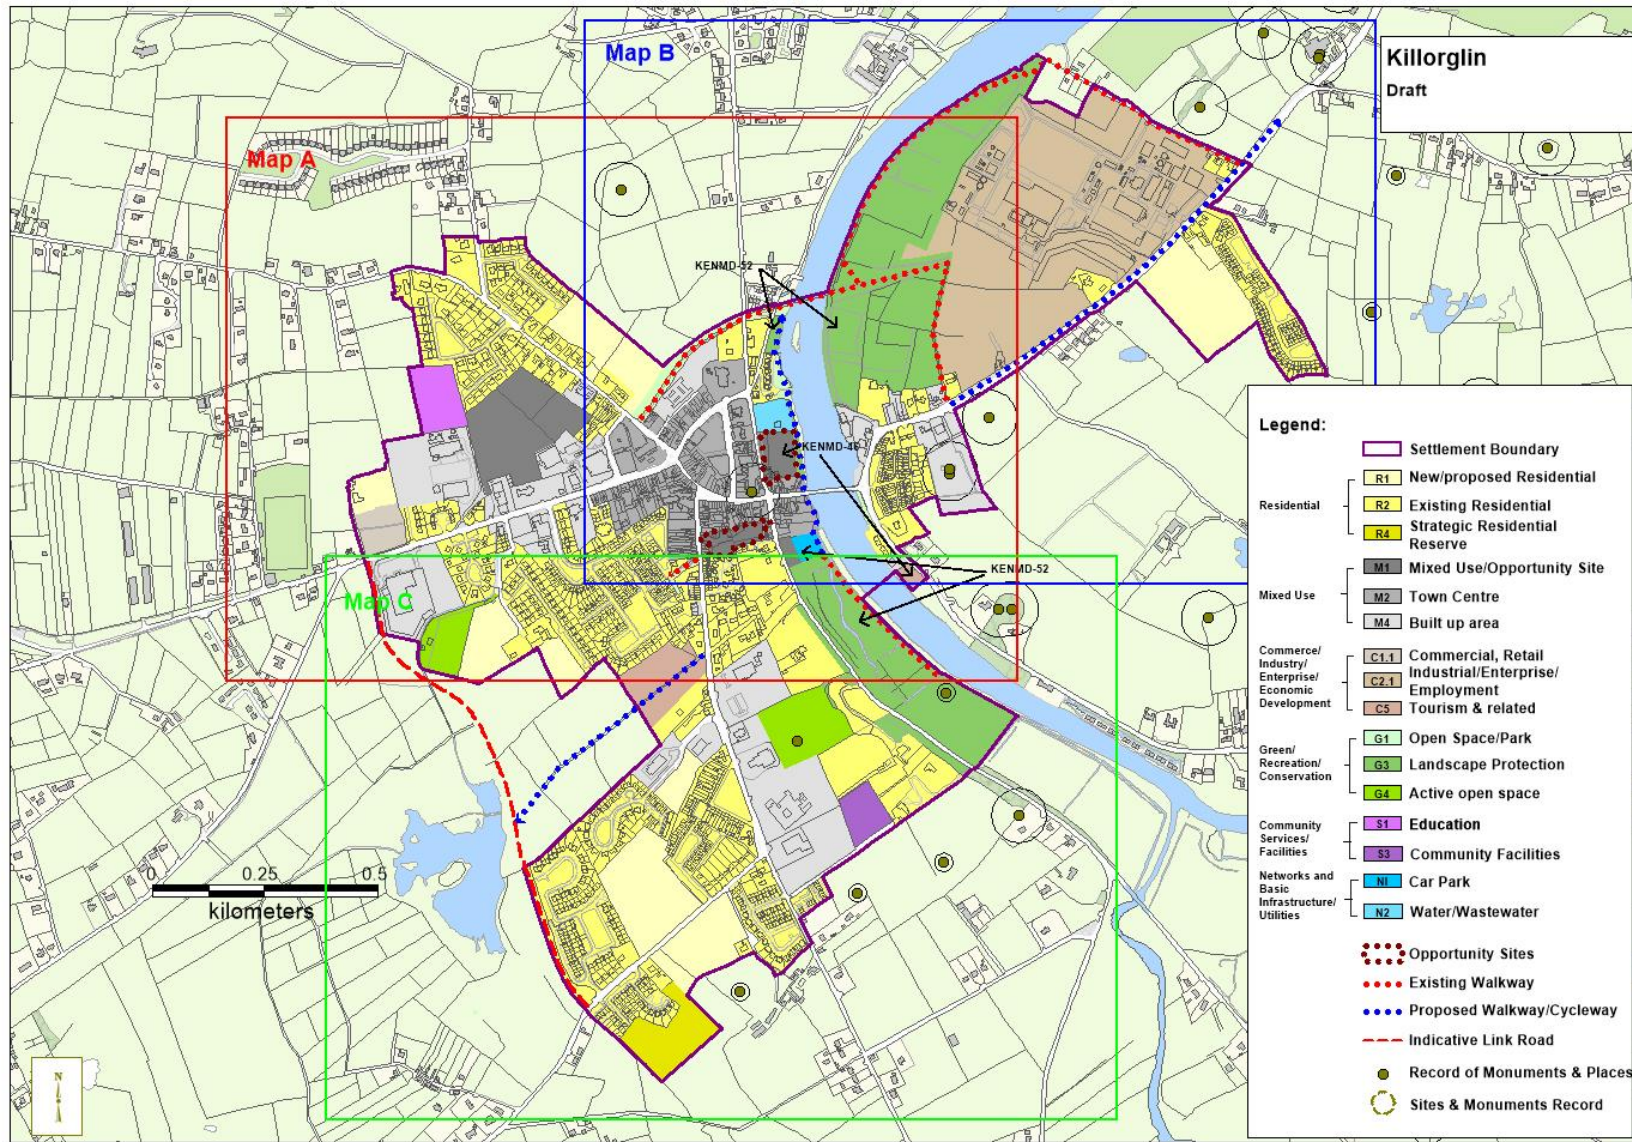 Killorglin
Draft
Map B
Map A
Map C
KENMD-52
KENMD-46
KENMD-52
0 0.25 0.5
kilometers
N
Legend:
Settlement Boundary
Residential
R1 New/proposed Residential
R2 Existing Residential
R4 Strategic Residential
Reserve
Mixed Use
M1 Mixed Use/Opportunity Site
M2 Town Centre
M4 Built up area
Commerce/
Industry/
Enterprise/
Economic
Development
C1.1 Commercial, Retail
C2.1 Industrial/Enterprise/
Employment
C5 Tourism & related
Green/
Recreation/
Conservation
G1 Open Space/Park
G3 Landscape Protection
G4 Active open space
Community
Services/
Facilities
S1 Education
S3 Community Facilities
Networks and
Basic
Infrastructure/
Utilities
N1 Car Park
N2 Water/Wastewater
Opportunity Sites
Existing Walkway
Proposed Walkway/Cycleway
Indicative Link Road
Record of Monuments & Places
Sites & Monuments Record